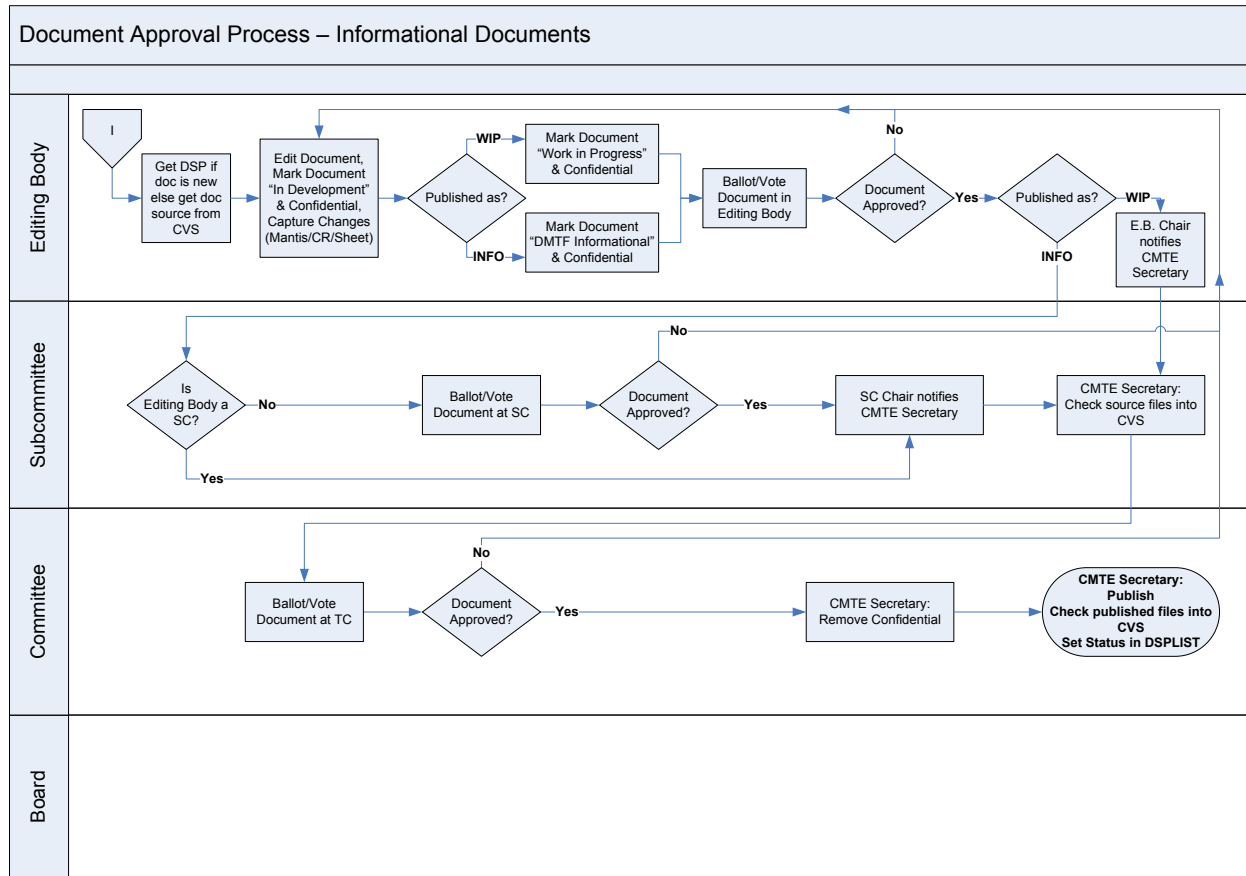 Document Approval Process – Informational Documents
Editing Body
I
Get DSP if
doc is new
else get doc
source from
CVS
Edit Document,
Mark Document
“In Development”
& Confidential,
Capture Changes
(Mantis/CR/Sheet)
Published as?
WIP
INFO
Mark Document
“Work in Progress”
& Confidential
Mark Document
“DMTF Informational”
& Confidential
Ballot/Vote
Document in
Editing Body
Document
Approved?
No
Yes
Published as?
WIP
INFO
E.B. Chair
notifies
CMTE
Secretary
Subcommittee
Is
Editing Body a
SC?
No
Yes
Ballot/Vote
Document at SC
Document
Approved?
No
Yes
SC Chair notifies
CMTE Secretary
CMTE Secretary:
Check source files into
CVS
Committee
Ballot/Vote
Document at TC
Document
Approved?
No
Yes
CMTE Secretary:
Remove Confidential
CMTE Secretary:
Publish
Check published files into
CVS
Set Status in DSPLIST
Board